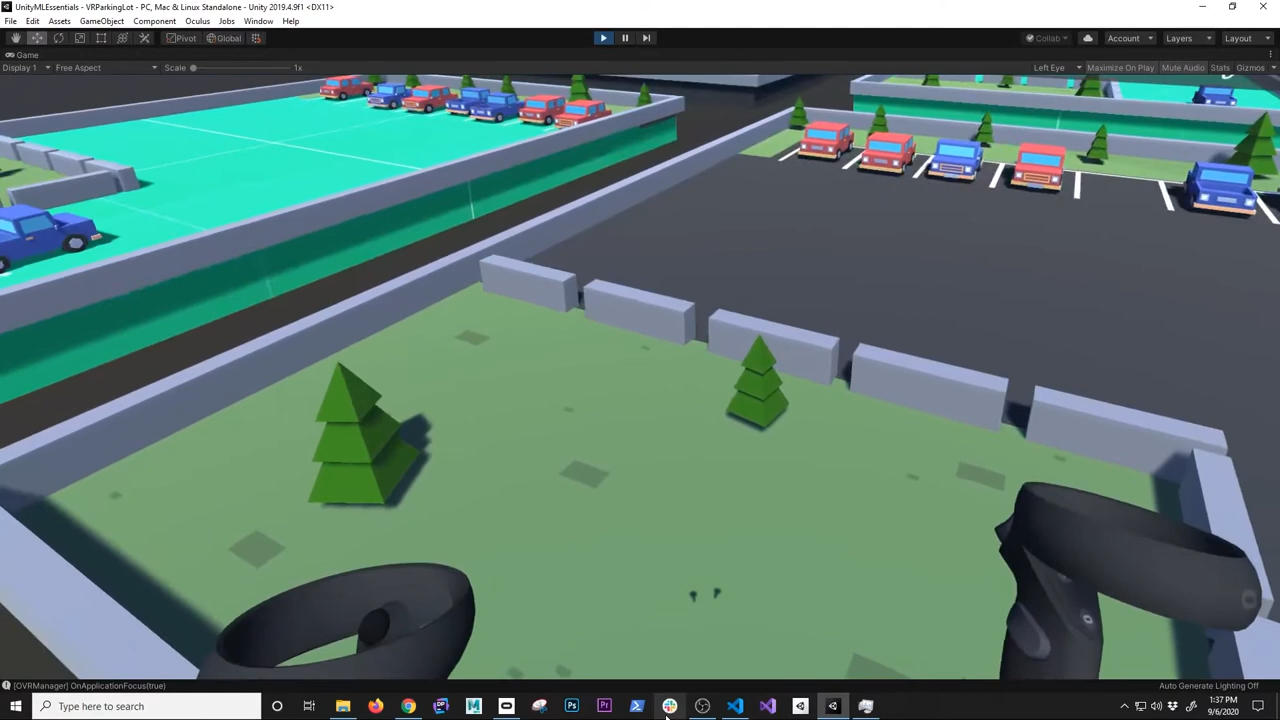 UnityMLEssentials - VRParkingLot - PC, Mac & Linux Standalone - Unity 2019.4.9f1 <DX11>
File Edit Assets GameObject Component Oculus Jobs Window Help
Pivot Global Collab Account Layers Layout
Game
Display 1 Free Aspect Scale 1x Left Eye Maximize On Play Mute Audio Stats Gizmos
[OVRManager] OnApplicationFocus(true) Auto Generate Lighting Off
Type here to search
1:37 PM
9/6/2020